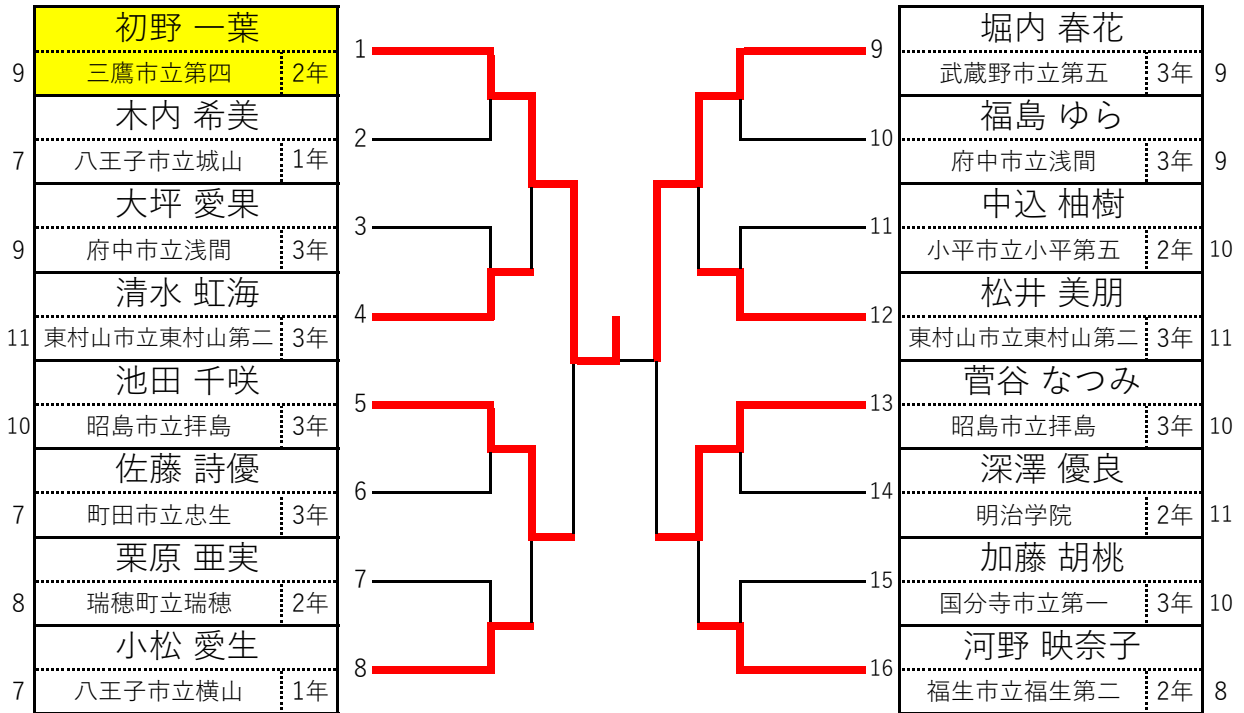 初野 一葉
9 三鷹市立第四 2年
1
木内 希美
7 八王子市立城山 1年
2
大坪 愛果
9 府中市立浅間 3年
3
清水 虹海
11 東村山市立東村山第二 3年
4
池田 千咲
10 昭島市立拝島 3年
5
佐藤 詩優
7 町田市立忠生 3年
6
栗原 亜実
8 瑞穂町立瑞穂 2年
7
小松 愛生
7 八王子市立横山 1年
8
堀内 春花
9 武蔵野市立第五 3年 9
福島 ゆら
10 府中市立浅間 3年 9
中込 柚樹
11 小平市立小平第五 2年 10
松井 美朋
12 東村山市立東村山第二 3年 11
菅谷 なつみ
13 昭島市立拝島 3年 10
深澤 優良
14 明治学院 2年 11
加藤 胡桃
15 国分寺市立第一 3年 10
河野 映奈子
16 福生市立福生第二 2年 8